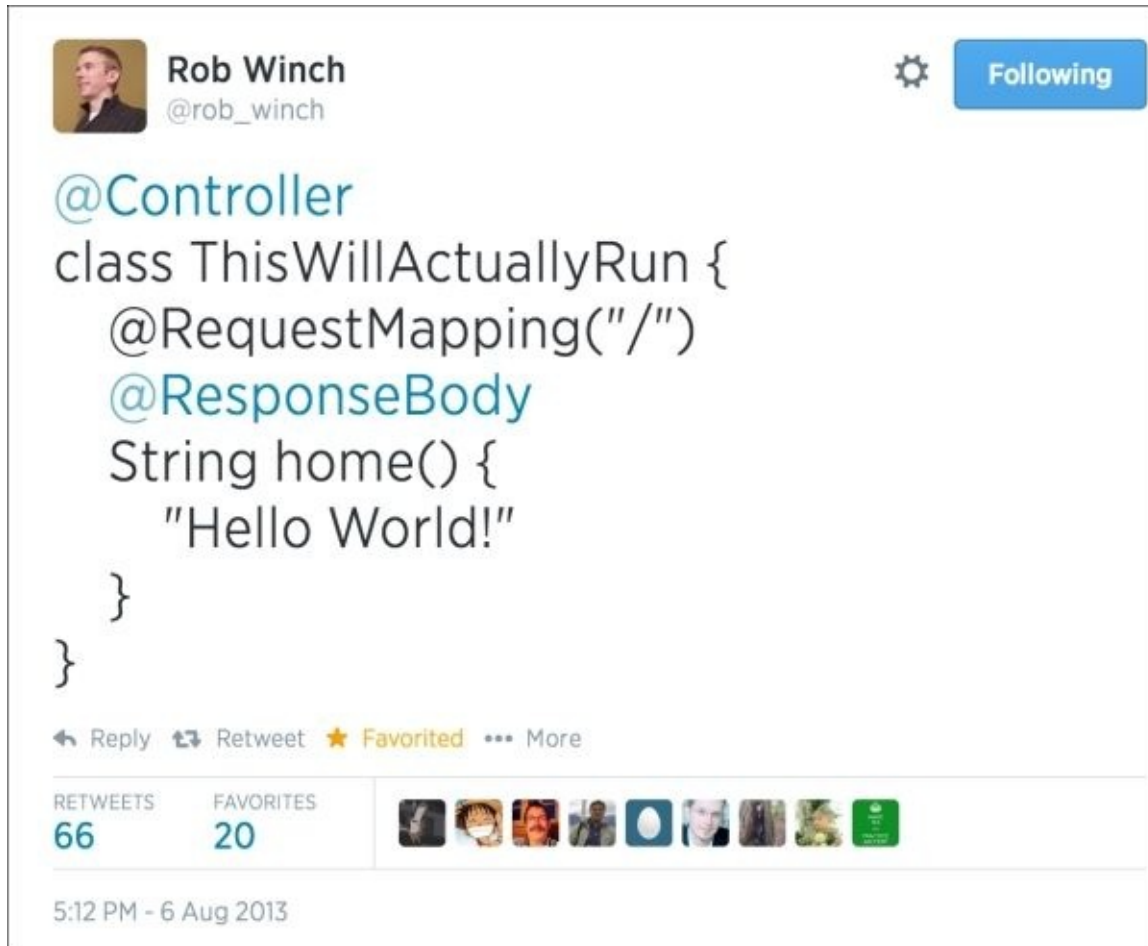 Rob Winch
@rob_winch
Following
@Controller
class ThisWillActuallyRun {
@RequestMapping("/")
@ResponseBody
String home() {
"Hello World!"
}
}
Reply Retweet Favorited More
RETWEETS FAVORITES
66 20
5:12 PM - 6 Aug 2013